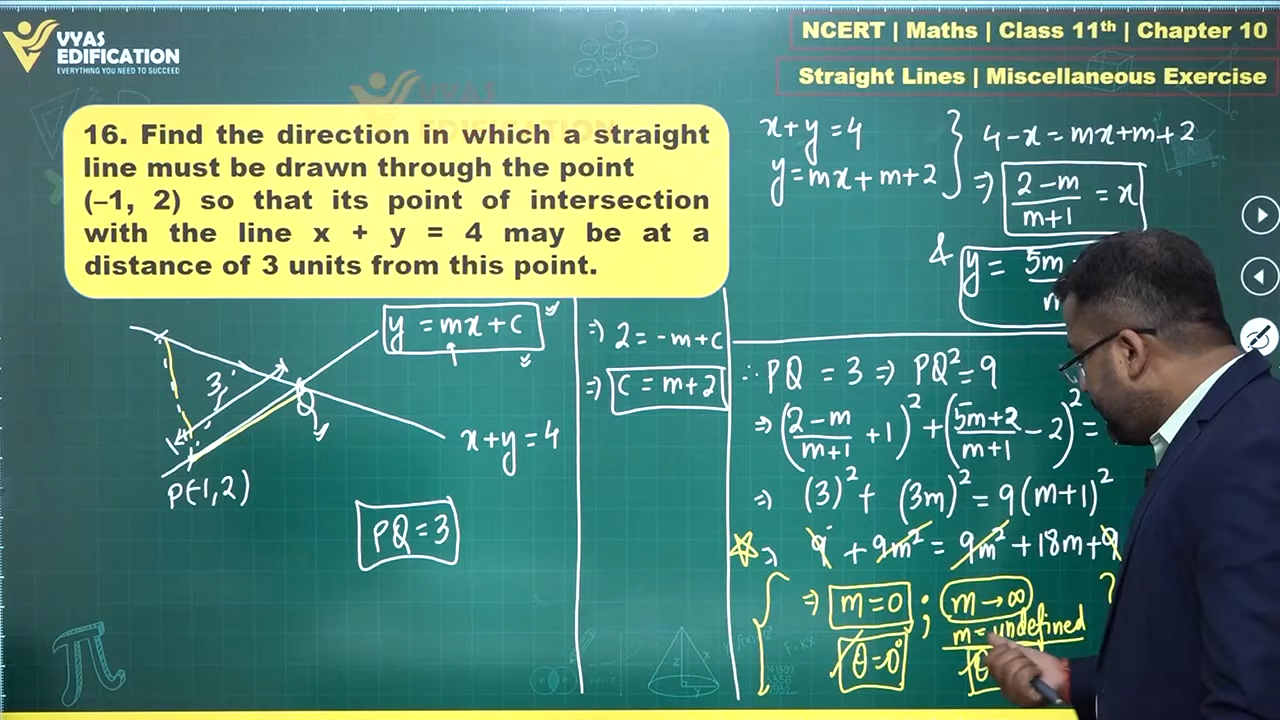 VYAS
EDIFICATION
EVERYTHING YOU NEED TO SUCCEED
NCERT | Maths | Class 11th | Chapter 10
Straight Lines | Miscellaneous Exercise
VYAS
EDIFICATION
16. Find the direction in which a straight
line must be drawn through the point
(–1, 2) so that its point of intersection
with the line x + y = 4 may be at a
distance of 3 units from this point.
y = mx + c
3
Q
x+y=4
P(-1,2)
PQ=3
⇒ 2 = -m+c
⇒ c = m+2
x+y=4
y=mx+m+2
4-x=mx+m+2
⇒ (2-m)/(m+1) = x
& y = 5m
m
∴ PQ = 3 ⇒ PQ²=9
⇒ ((2-m)/(m+1) + 1)² + ((5m+2)/(m+1) - 2)² =
⇒ (3)² + (3m)² = 9(m+1)²
⇒ 9 + 9m² = 9m² + 18m + 9
⇒ m=0 ; m→∞ ?
m = undefined
θ=0° θ